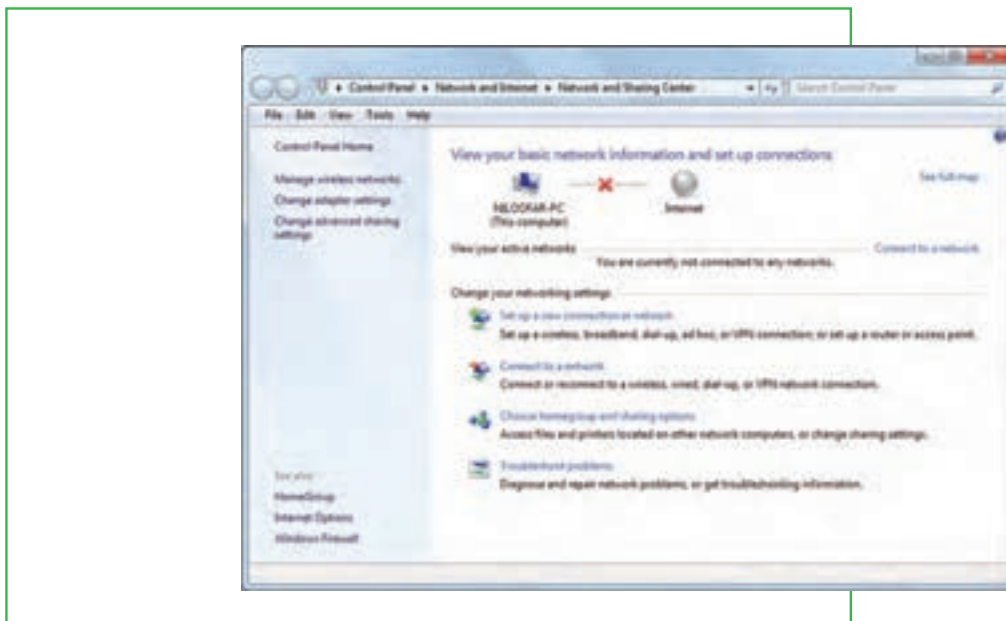 Control Panel ▸ Network and Internet ▸ Network and Sharing Center
Search Control Panel
File Edit View Tools Help
Control Panel Home
Manage wireless networks
Change adapter settings
Change advanced sharing
settings
View your basic network information and set up connections
See full map
NILOOFAR-PC
(This computer)
Internet
View your active networks
Connect to a network
You are currently not connected to any networks.
Change your networking settings
Set up a new connection or network
Set up a wireless, broadband, dial-up, ad hoc, or VPN connection; or set up a router or access point.
Connect to a network
Connect or reconnect to a wireless, wired, dial-up, or VPN network connection.
Choose homegroup and sharing options
Access files and printers located on other network computers, or change sharing settings.
Troubleshoot problems
Diagnose and repair network problems, or get troubleshooting information.
See also
HomeGroup
Internet Options
Windows Firewall